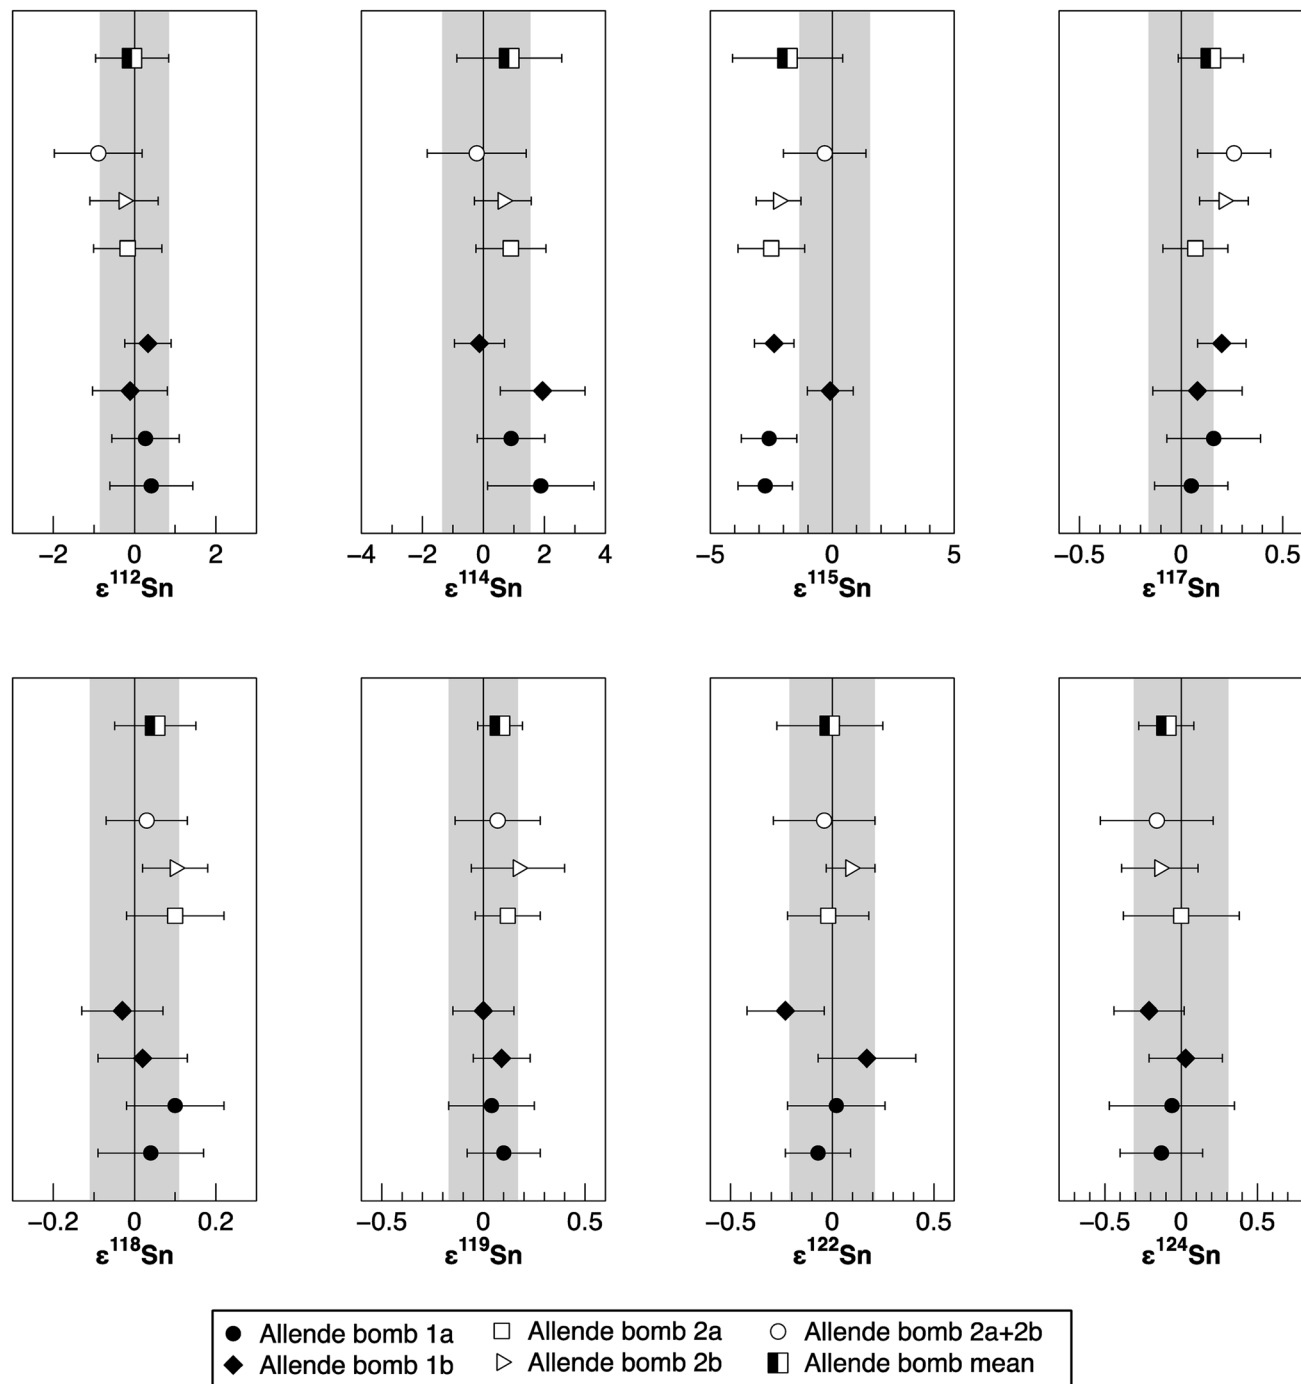 −2 0 2
ε¹¹²Sn
−4 −2 0 2 4
ε¹¹⁴Sn
−5 0 5
ε¹¹⁵Sn
−0.5 0 0.5
ε¹¹⁷Sn
−0.2 0 0.2
ε¹¹⁸Sn
−0.5 0 0.5
ε¹¹⁹Sn
−0.5 0 0.5
ε¹²²Sn
−0.5 0 0.5
ε¹²⁴Sn
Allende bomb 1a
Allende bomb 2a
Allende bomb 2a+2b
Allende bomb 1b
Allende bomb 2b
Allende bomb mean